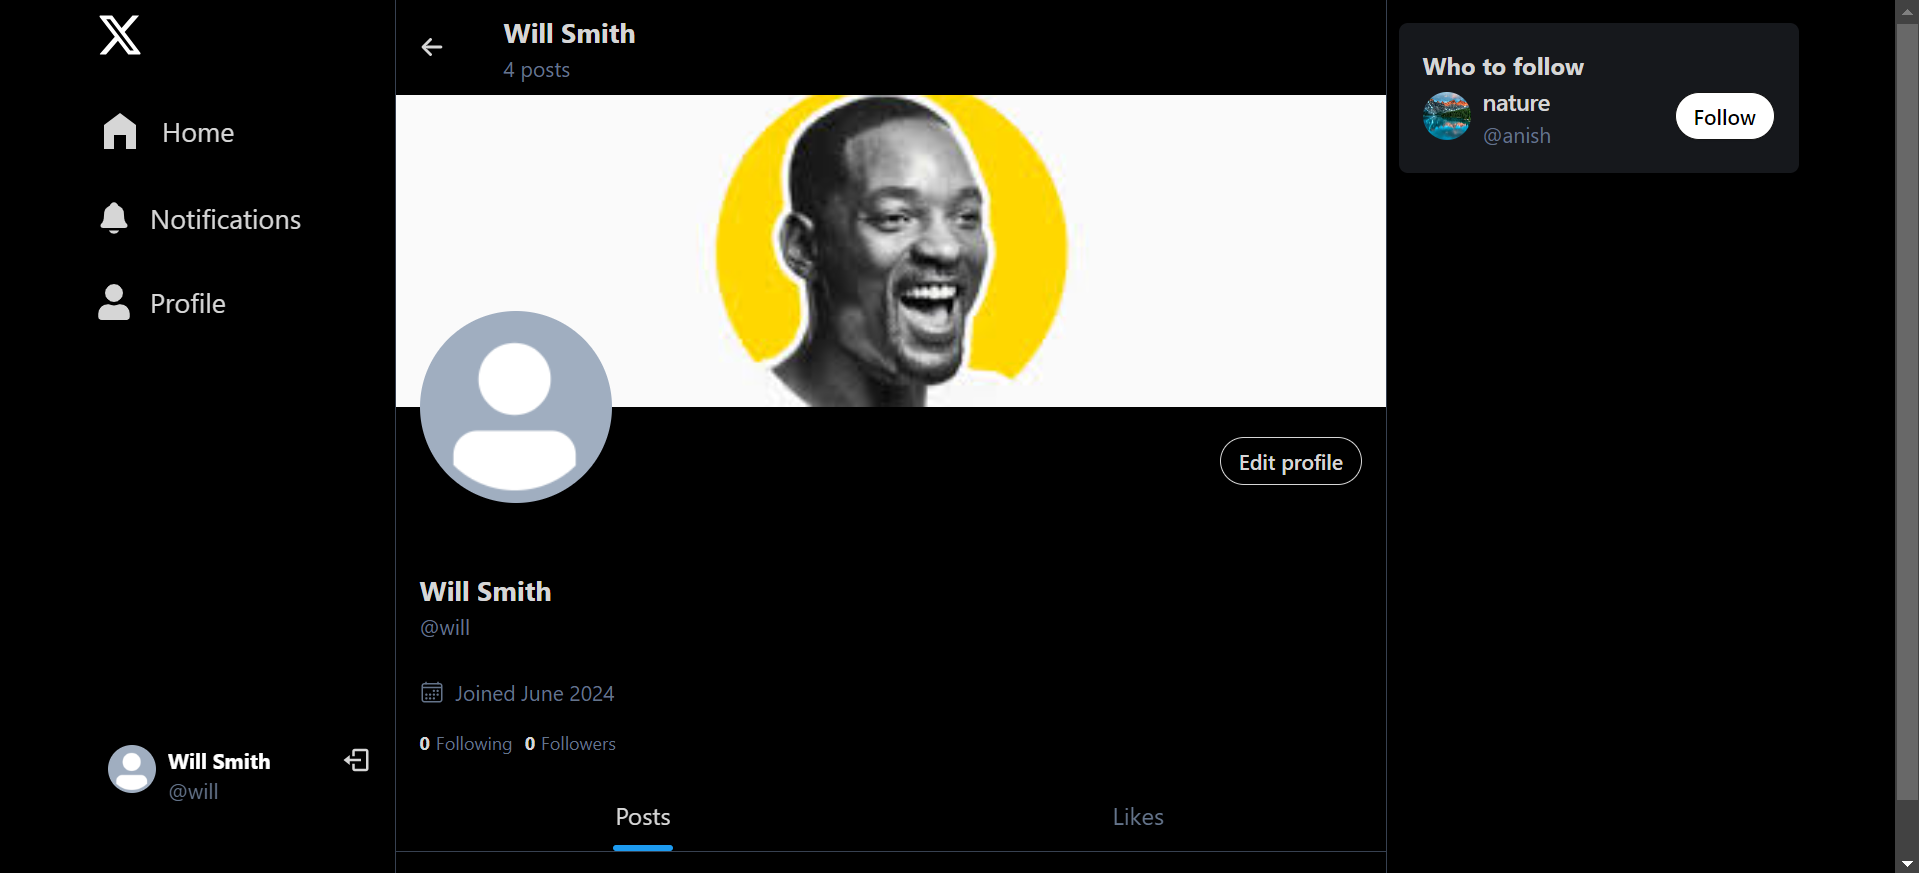 Home
Notifications
Profile
Will Smith
@will
Will Smith
4 posts
Edit profile
Will Smith
@will
Joined June 2024
0 Following 0 Followers
Posts Likes
Who to follow
nature
@anish
Follow